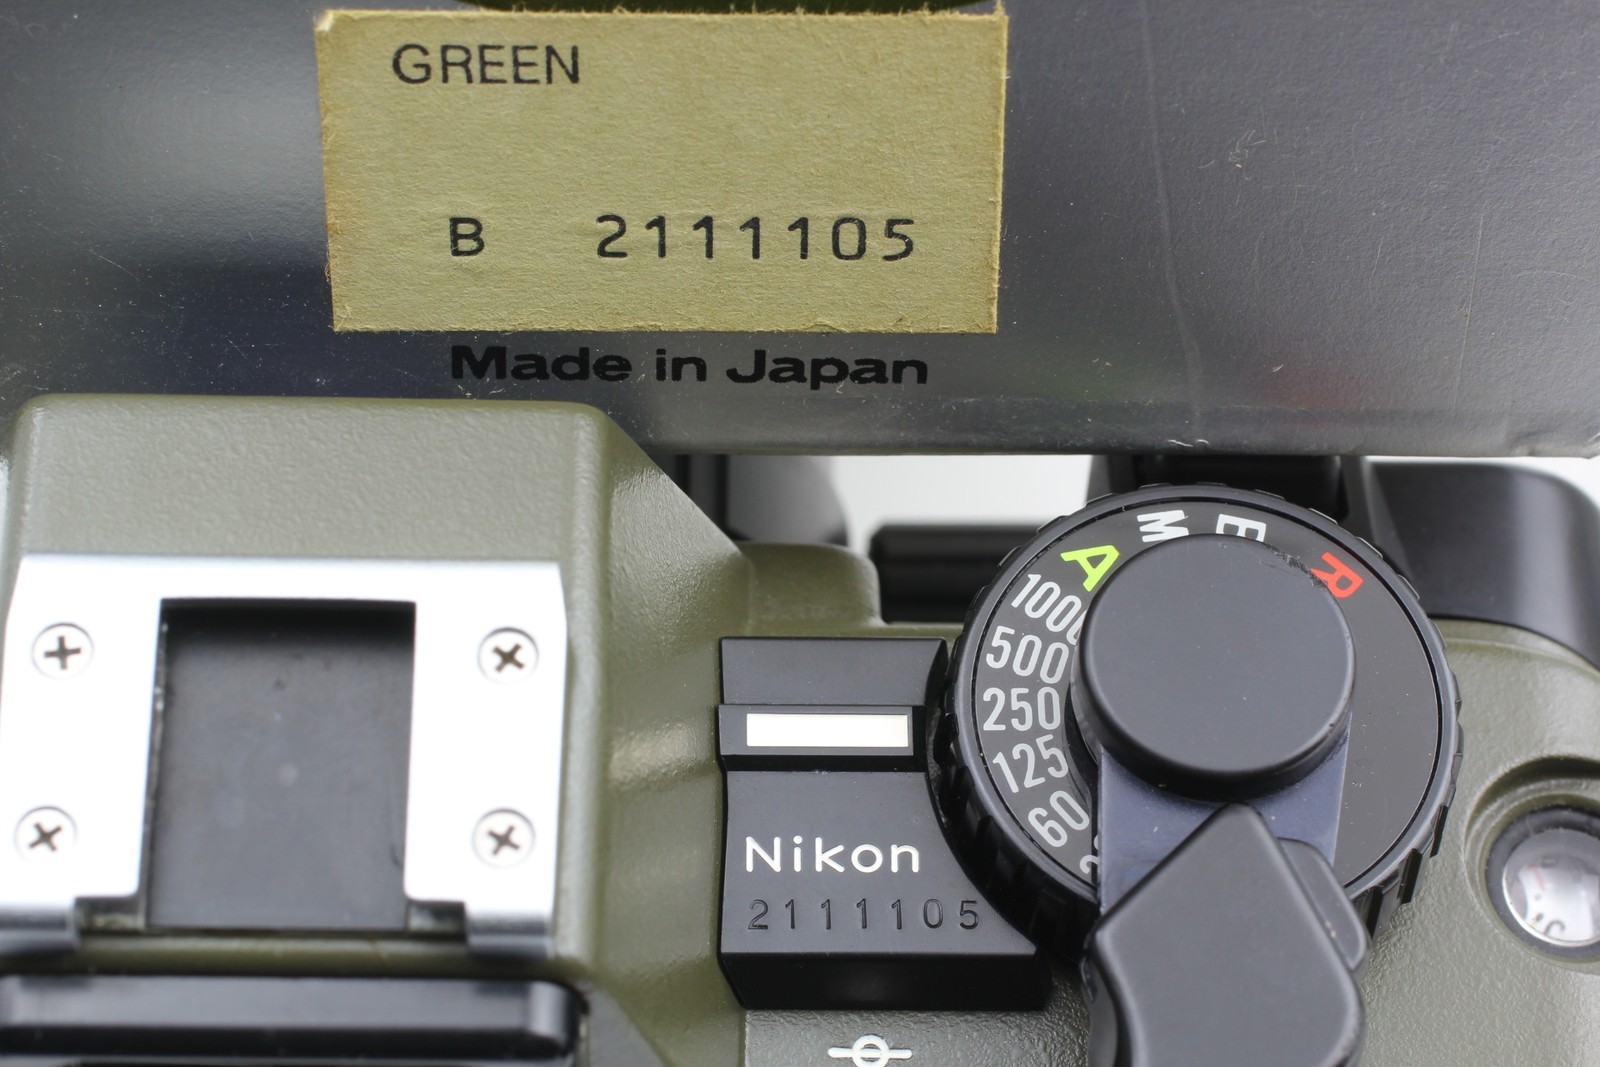 GREEN
B 2111105
Made in Japan
R
E
M
A
1000
500
250
125
60
Nikon
2111105